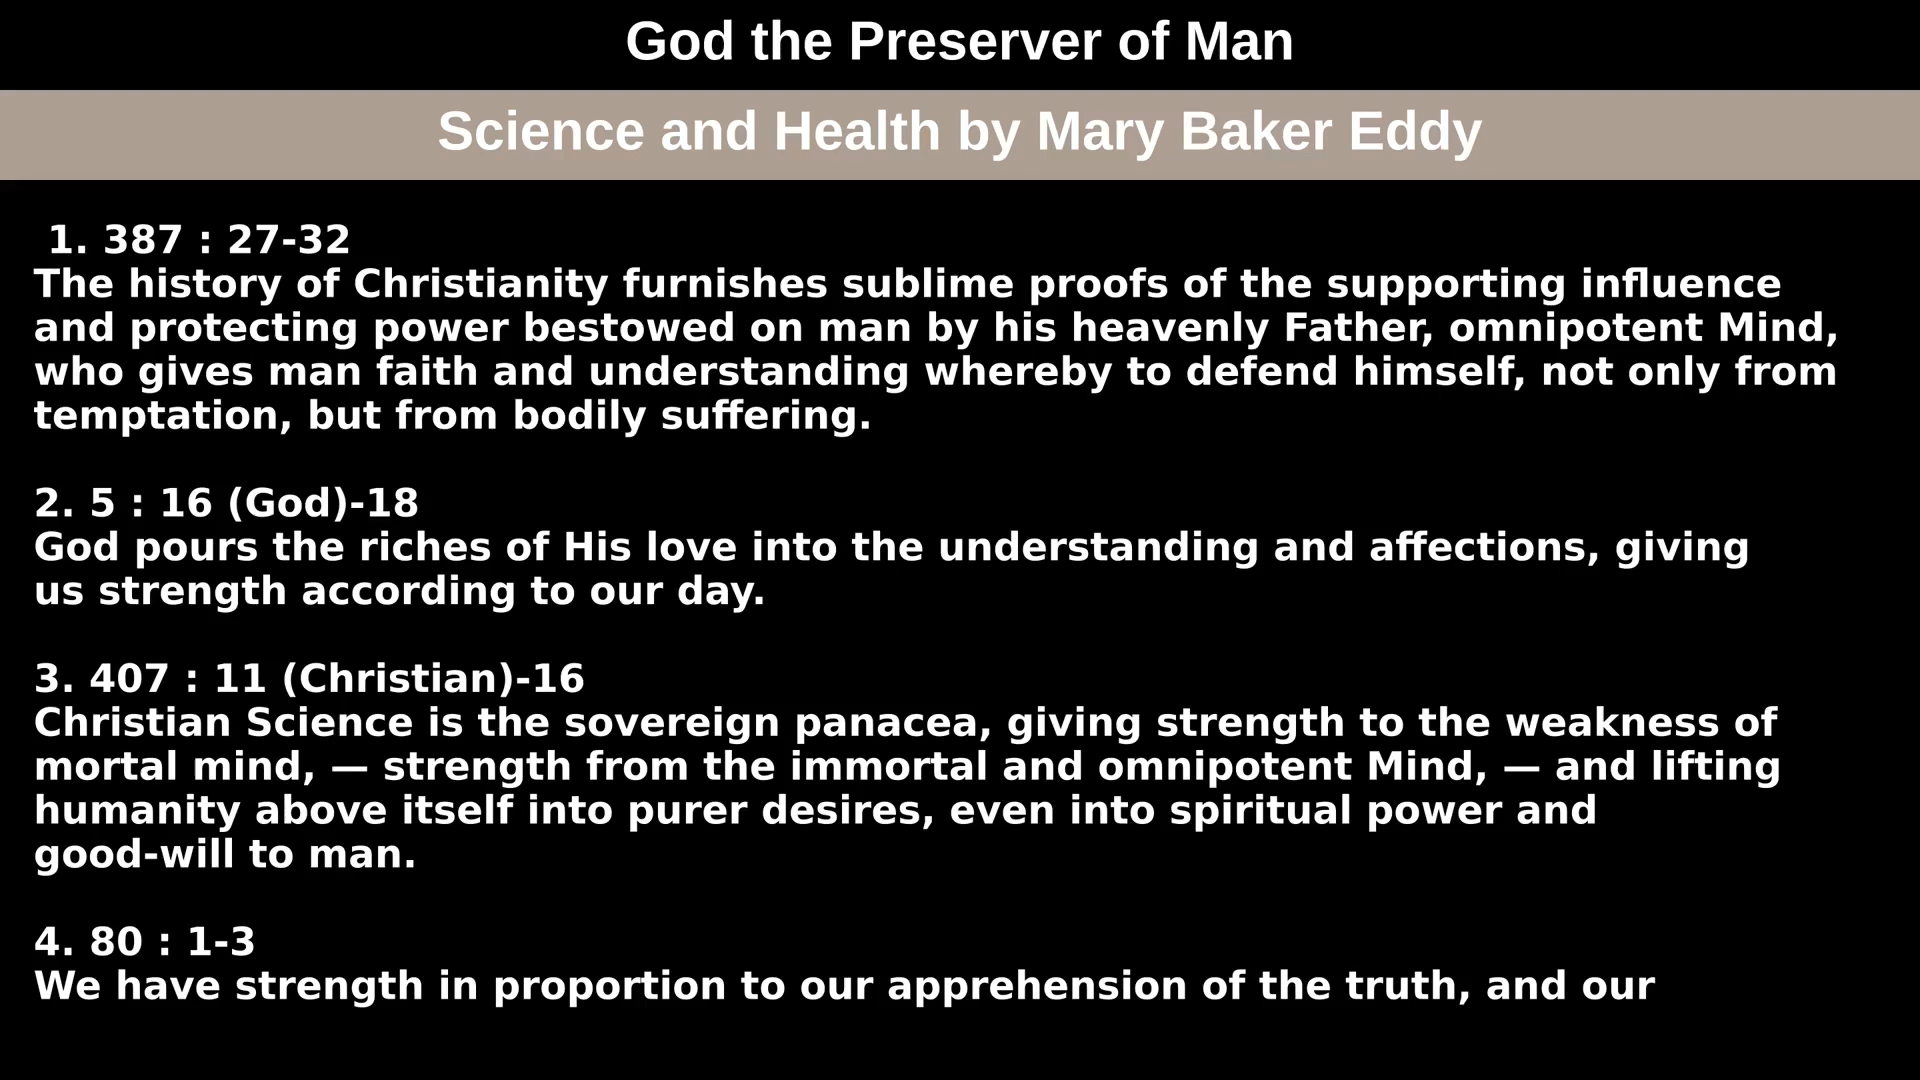 God the Preserver of Man
Science and Health by Mary Baker Eddy
1. 387 : 27-32
The history of Christianity furnishes sublime proofs of the supporting influence
and protecting power bestowed on man by his heavenly Father, omnipotent Mind,
who gives man faith and understanding whereby to defend himself, not only from
temptation, but from bodily suffering.
2. 5 : 16 (God)-18
God pours the riches of His love into the understanding and affections, giving
us strength according to our day.
3. 407 : 11 (Christian)-16
Christian Science is the sovereign panacea, giving strength to the weakness of
mortal mind, — strength from the immortal and omnipotent Mind, — and lifting
humanity above itself into purer desires, even into spiritual power and
good-will to man.
4. 80 : 1-3
We have strength in proportion to our apprehension of the truth, and our